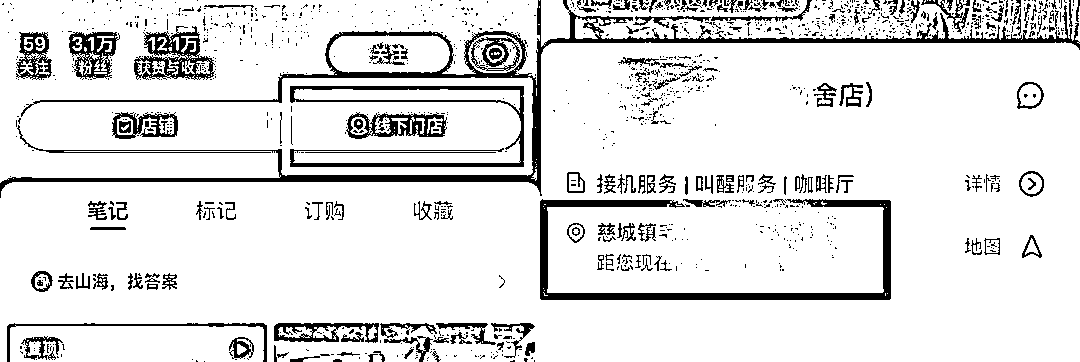 59 3.1万 12.1万
关注 粉丝 获赞与收藏
关注
店铺
线下门店
笔记 标记 订购 收藏
去山海，找答案
置顶
舍店）
接机服务 | 叫醒服务 | 咖啡厅
详情
慈城镇
距您现在
地图